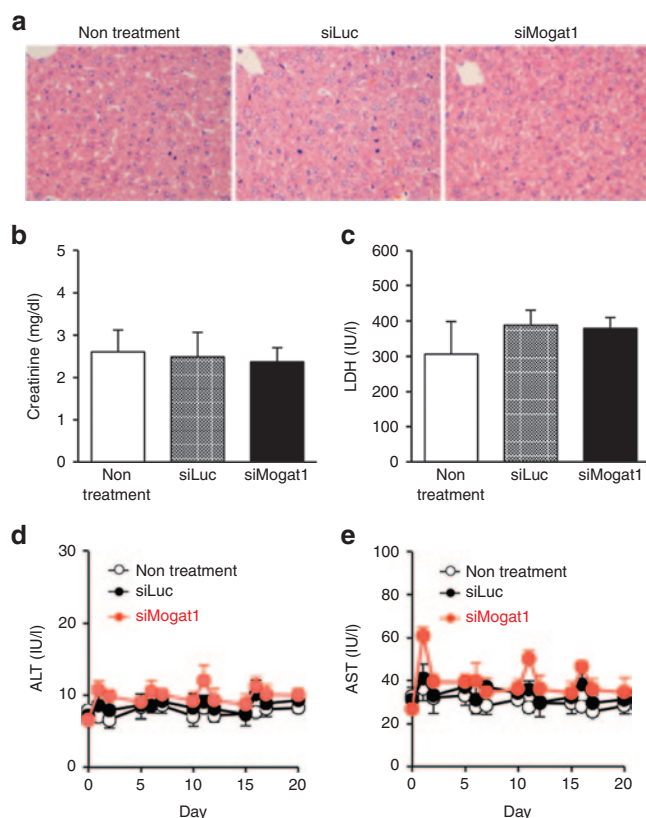 a
Non treatment siLuc siMogat1
b
Creatinine (mg/dl)
5
4
3
2
1
0
Non treatment
siLuc
siMogat1
c
LDH (IU/l)
600
500
400
300
200
100
0
Non treatment
siLuc
siMogat1
d
ALT (IU/l)
30
20
10
0
Non treatment
siLuc
siMogat1
0 5 10 15 20
Day
e
AST (IU/l)
100
80
60
40
20
0
Non treatment
siLuc
siMogat1
0 5 10 15 20
Day